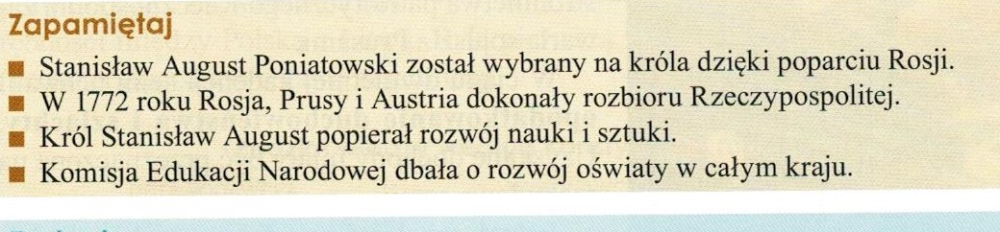 Zapamiętaj
■ Stanisław August Poniatowski został wybrany na króla dzięki poparciu Rosji.
■ W 1772 roku Rosja, Prusy i Austria dokonały rozbioru Rzeczypospolitej.
■ Król Stanisław August popierał rozwój nauki i sztuki.
■ Komisja Edukacji Narodowej dbała o rozwój oświaty w całym kraju.